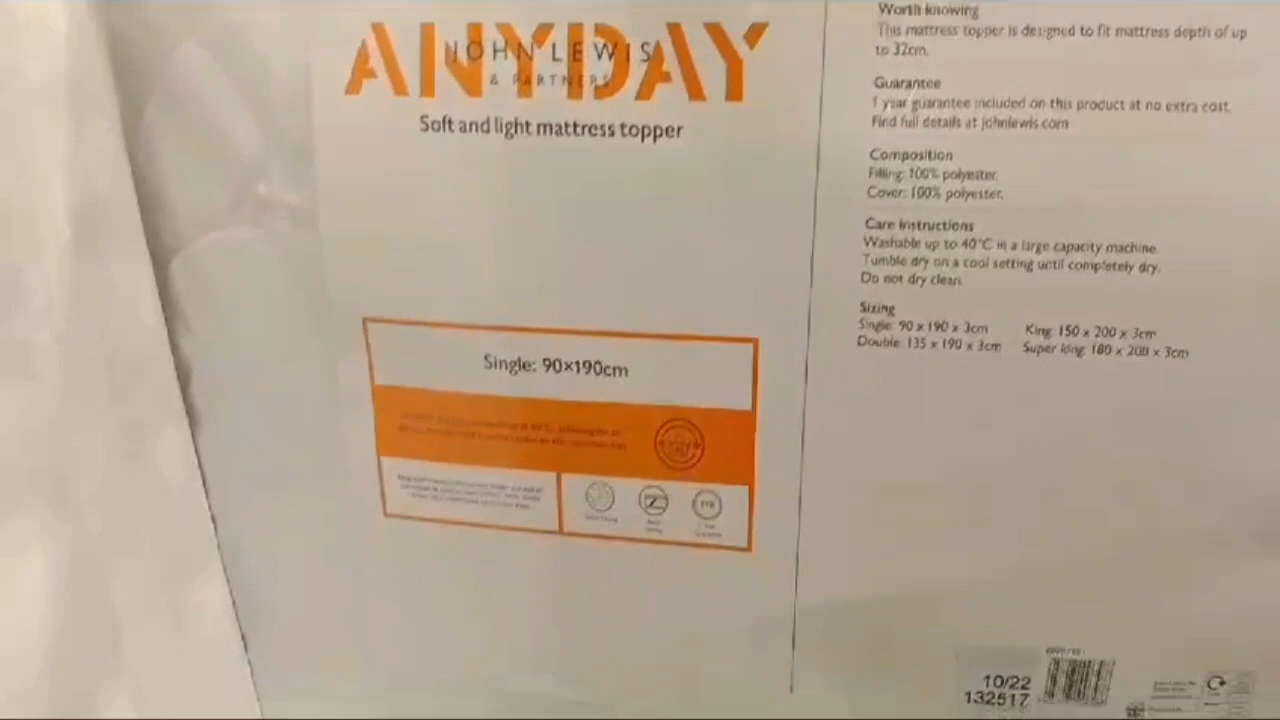 ANYDAY
JOHN LEWIS
& PARTNERS
Soft and light mattress topper
Single: 90×190cm
Worth knowing
This mattress topper is designed to fit mattress depth of up
to 32cm.
Guarantee
1 year guarantee included on this product at no extra cost.
Find full details at johnlewis.com
Composition
Filling: 100% polyester.
Cover: 100% polyester.
Care Instructions
Washable up to 40°C in a large capacity machine.
Tumble dry on a cool setting until completely dry.
Do not dry clean.
Sizing
Single: 90 x 190 x 3cm King: 150 x 200 x 3cm
Double: 135 x 190 x 3cm Super king: 180 x 200 x 3cm
10/22
132517